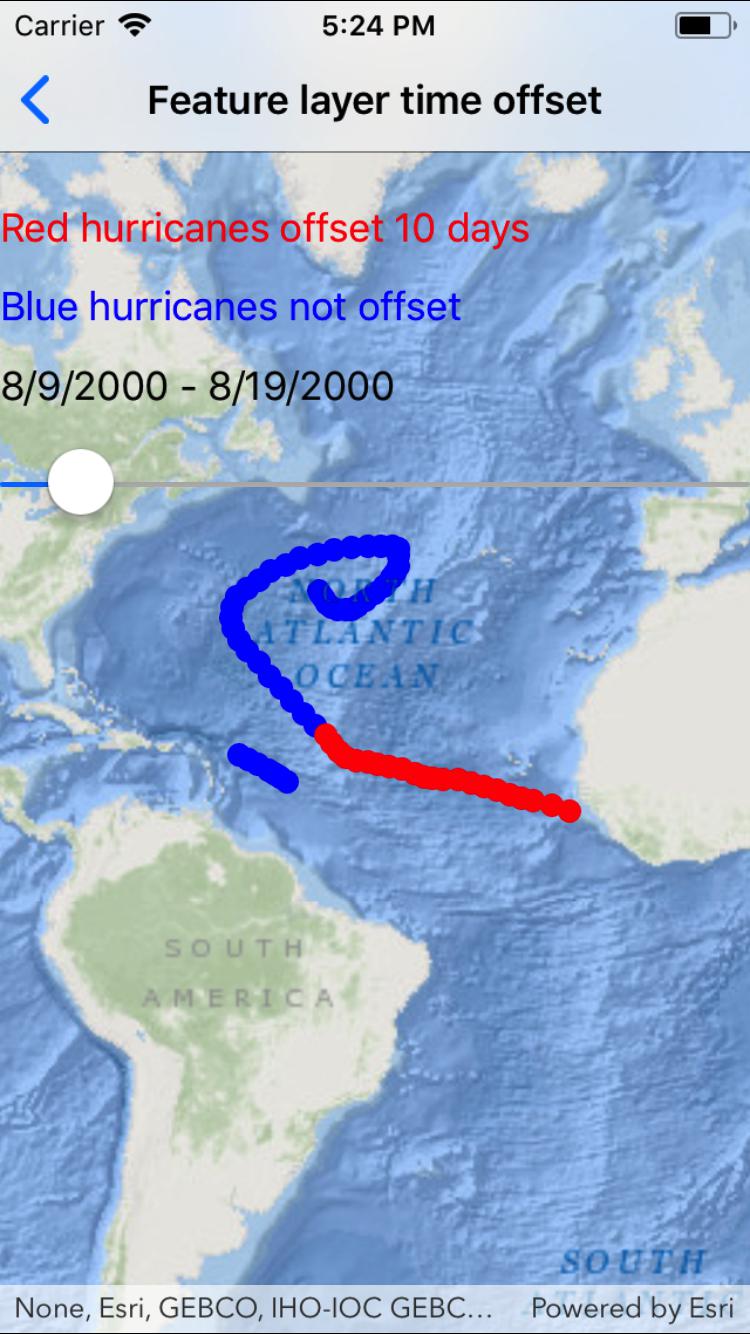 Carrier 5:24 PM
Feature layer time offset
Red hurricanes offset 10 days
Blue hurricanes not offset
8/9/2000 - 8/19/2000
NORTH
ATLANTIC
OCEAN
SOUTH
AMERICA
SOUTH
ATLANTIC
None, Esri, GEBCO, IHO-IOC GEBC... Powered by Esri